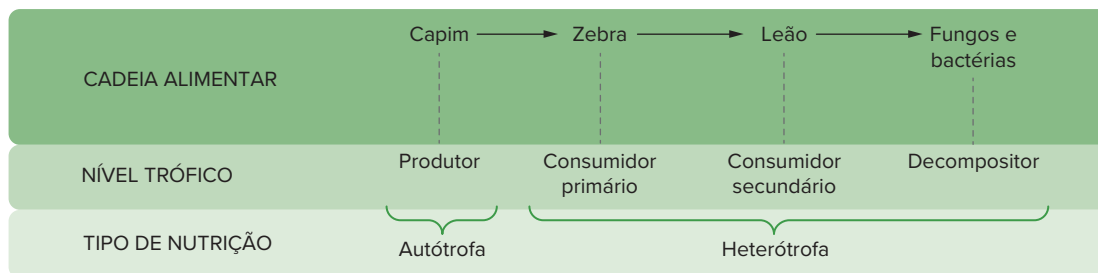 CADEIA ALIMENTAR
Capim
Zebra
Leão
Fungos e
bactérias
NÍVEL TRÓFICO
Produtor
Consumidor
primário
Consumidor
secundário
Decompositor
TIPO DE NUTRIÇÃO
Autótrofa
Heterótrofa